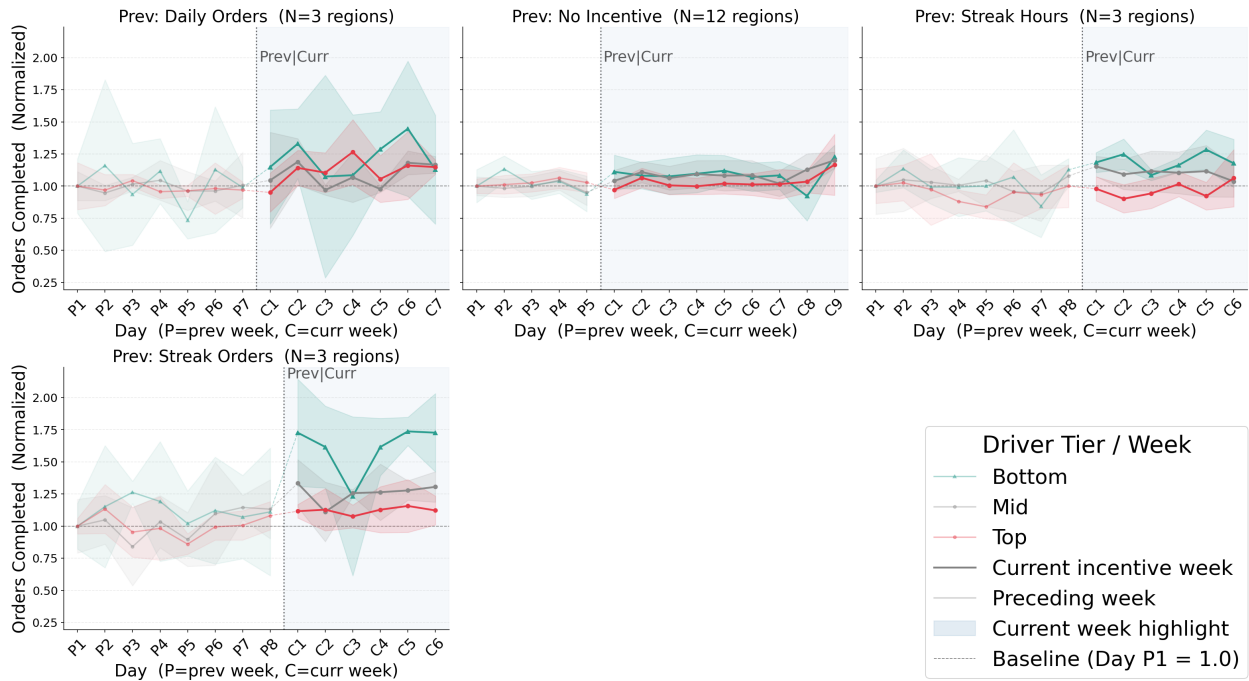 Prev: Daily Orders  (N=3 regions)
Prev: No Incentive  (N=12 regions)
Prev: Streak Hours  (N=3 regions)
Orders Completed  (Normalized)
2.00
1.75
1.50
1.25
1.00
0.75
0.50
0.25
Prev|Curr
P1 P2 P3 P4 P5 P6 P7 C1 C2 C3 C4 C5 C6 C7
Day  (P=prev week, C=curr week)
Prev|Curr
P1 P2 P3 P4 P5 C1 C2 C3 C4 C5 C6 C7 C8 C9
Day  (P=prev week, C=curr week)
Prev|Curr
P1 P2 P3 P4 P5 P6 P7 P8 C1 C2 C3 C4 C5 C6
Day  (P=prev week, C=curr week)
Prev: Streak Orders  (N=3 regions)
Orders Completed  (Normalized)
2.00
1.75
1.50
1.25
1.00
0.75
0.50
0.25
Prev|Curr
P1 P2 P3 P4 P5 P6 P7 P8 C1 C2 C3 C4 C5 C6
Day  (P=prev week, C=curr week)
Driver Tier / Week
Bottom
Mid
Top
Current incentive week
Preceding week
Current week highlight
Baseline (Day P1 = 1.0)